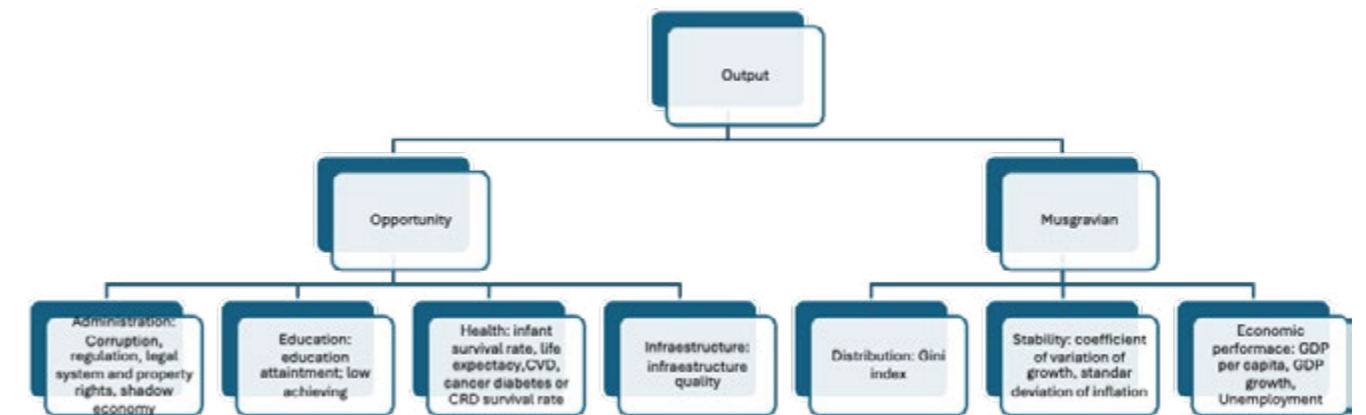 Output
Opportunity
Musgravian
Administration:
Corruption,
regulation, legal
system and property
rights, shadow
economy
Education:
education
attainment; low
achieving
Health: infant
survival rate, life
expectacy,CVD,
cancer diabetes or
CRD survival rate
Infraestructure:
infraestructure
quality
Distribution: Gini
index
Stability: coefficient
of variation of
growth, standar
deviation of inflation
Economic
performace: GDP
per capita, GDP
growth,
Unemployment